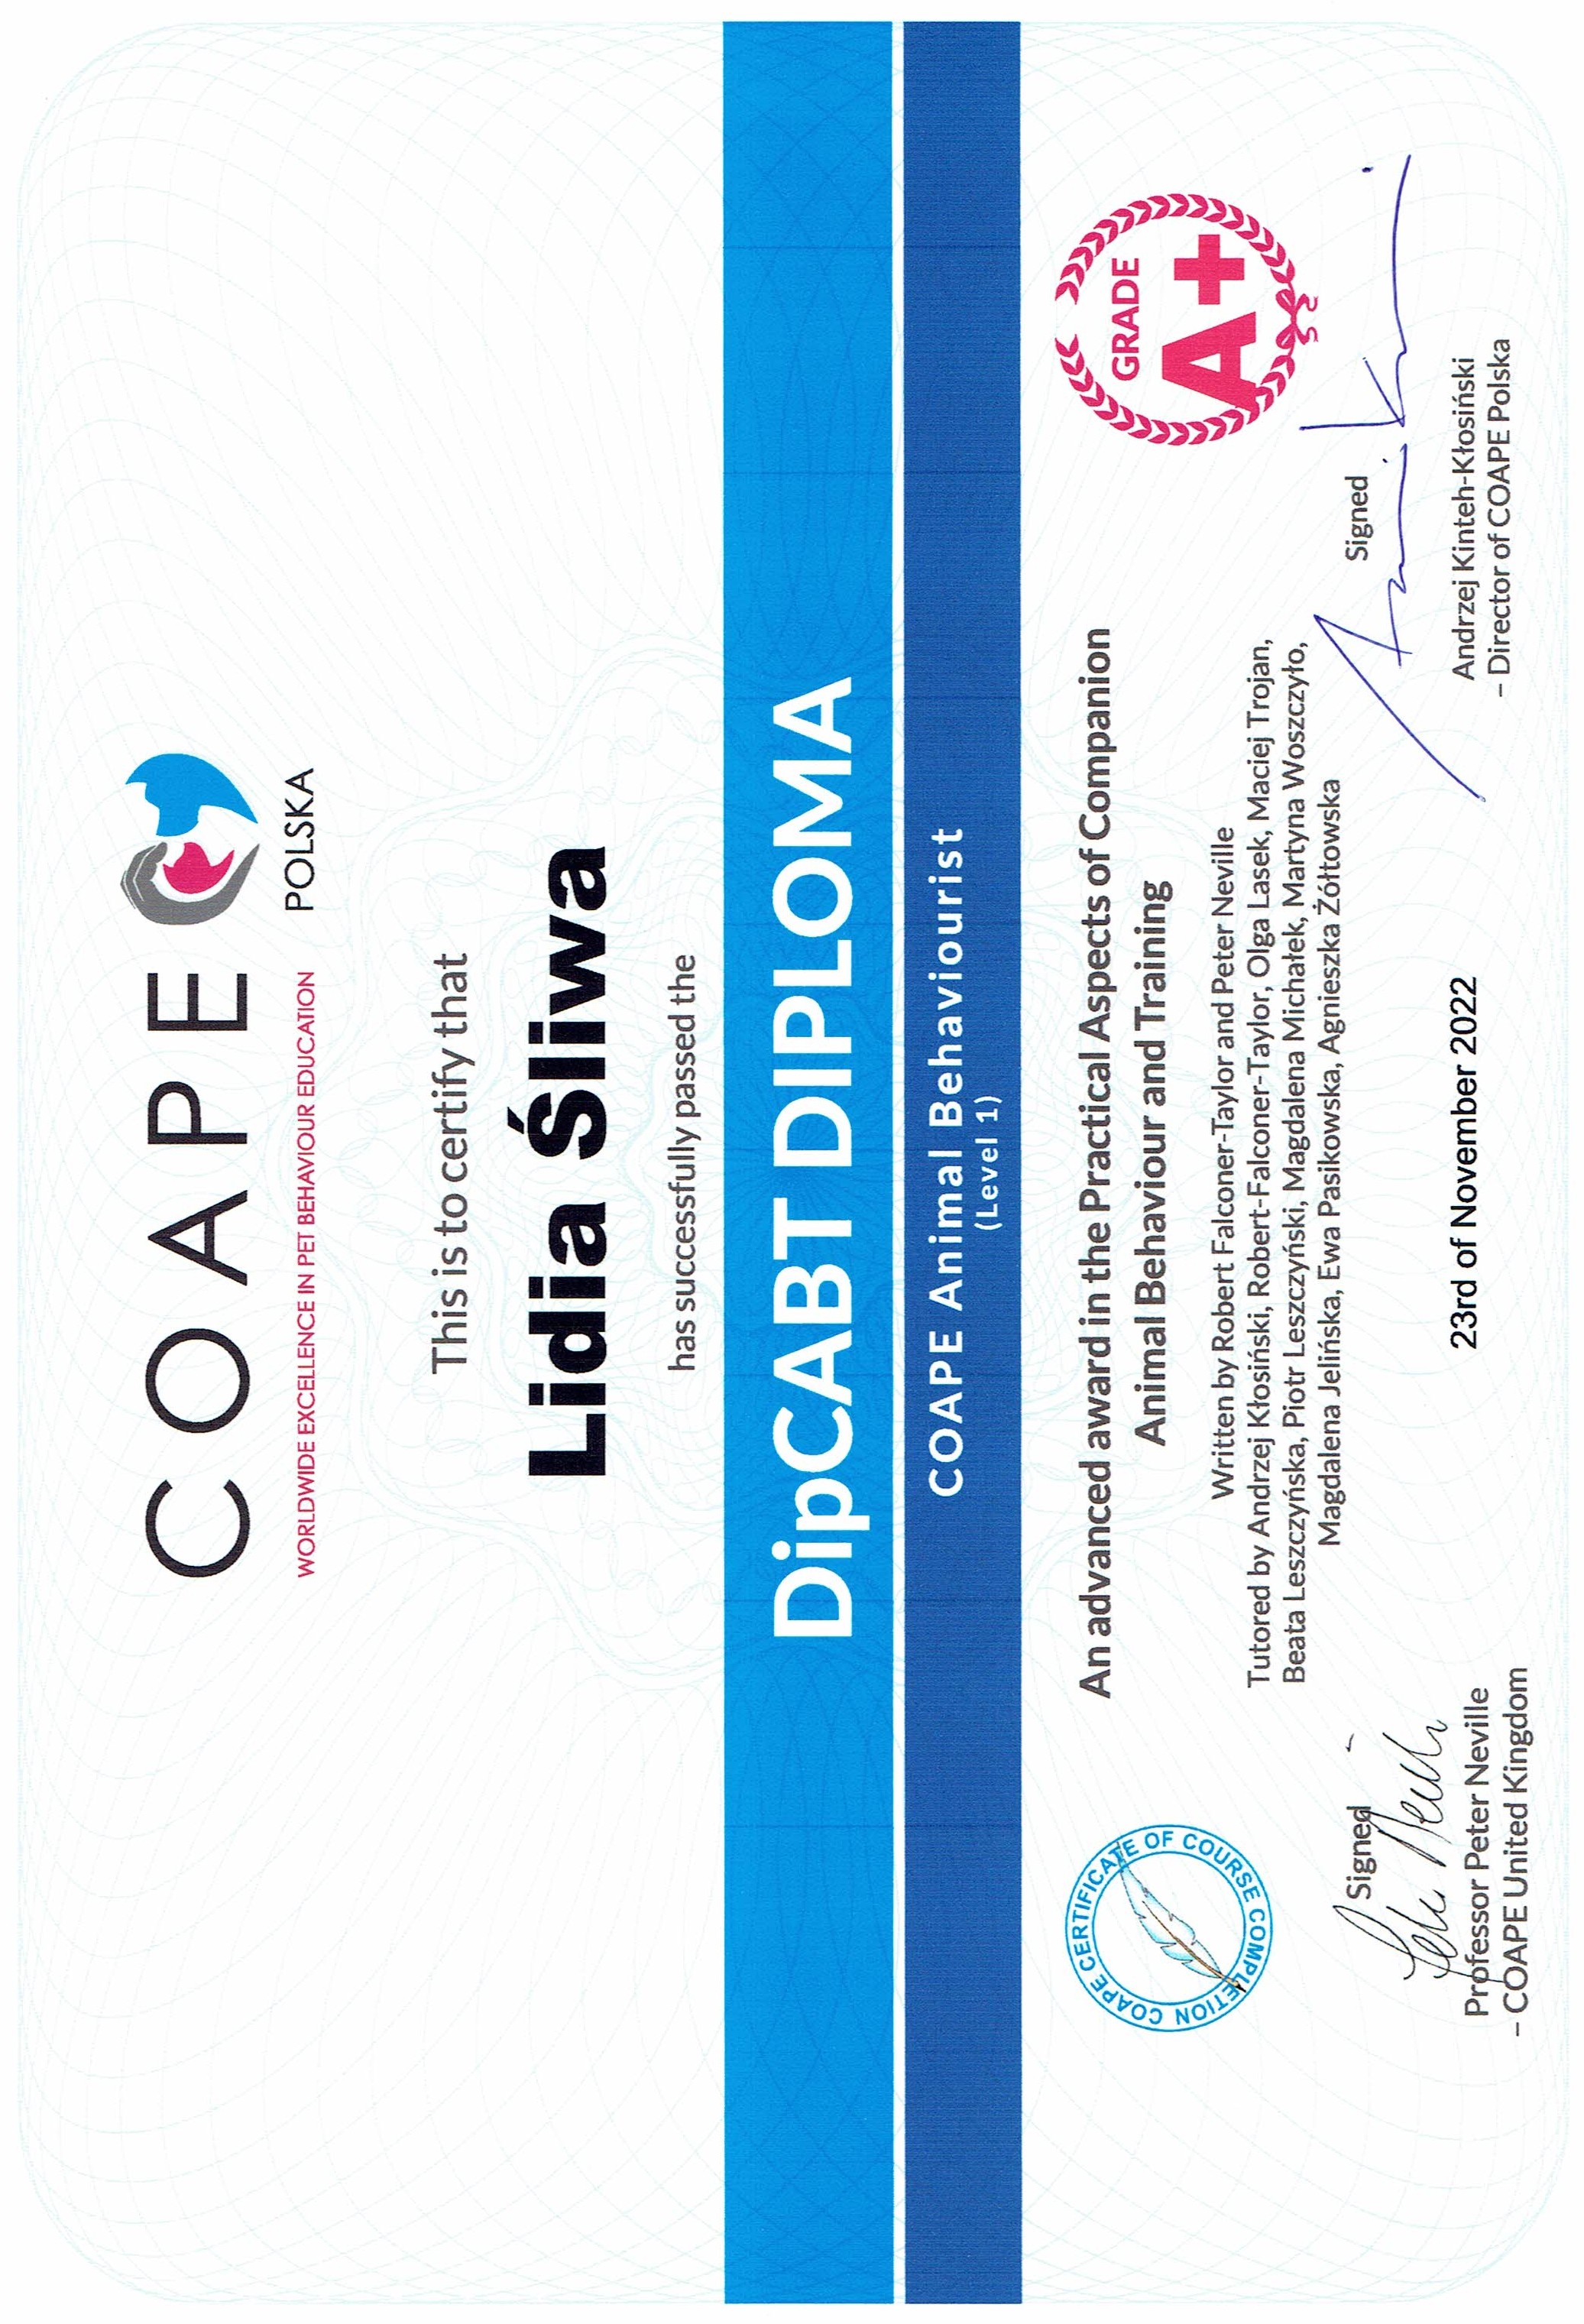 COAPE
WORLDWIDE EXCELLENCE IN PET BEHAVIOUR EDUCATION
POLSKA
This is to certify that
Lidia Śliwa
has successfully passed the
DipCABT DIPLOMA
COAPE Animal Behaviourist
(Level 1)
COAPE CERTIFICATE OF COURSE COMPLETION
An advanced award in the Practical Aspects of Companion
Animal Behaviour and Training
GRADE
A+
Written by Robert Falconer-Taylor and Peter Neville
Tutored by Andrzej Kłosiński, Robert-Falconer-Taylor, Olga Lasek, Maciej Trojan,
Beata Leszczyńska, Piotr Leszczyński, Magdalena Michałek, Martyna Woszczyło,
Magdalena Jelińska, Ewa Pasikowska, Agnieszka Żółtowska
Signed
Peter Neville
Professor Peter Neville
– COAPE United Kingdom
23rd of November 2022
Signed
Andrzej Kinteh-Kłosiński
– Director of COAPE Polska